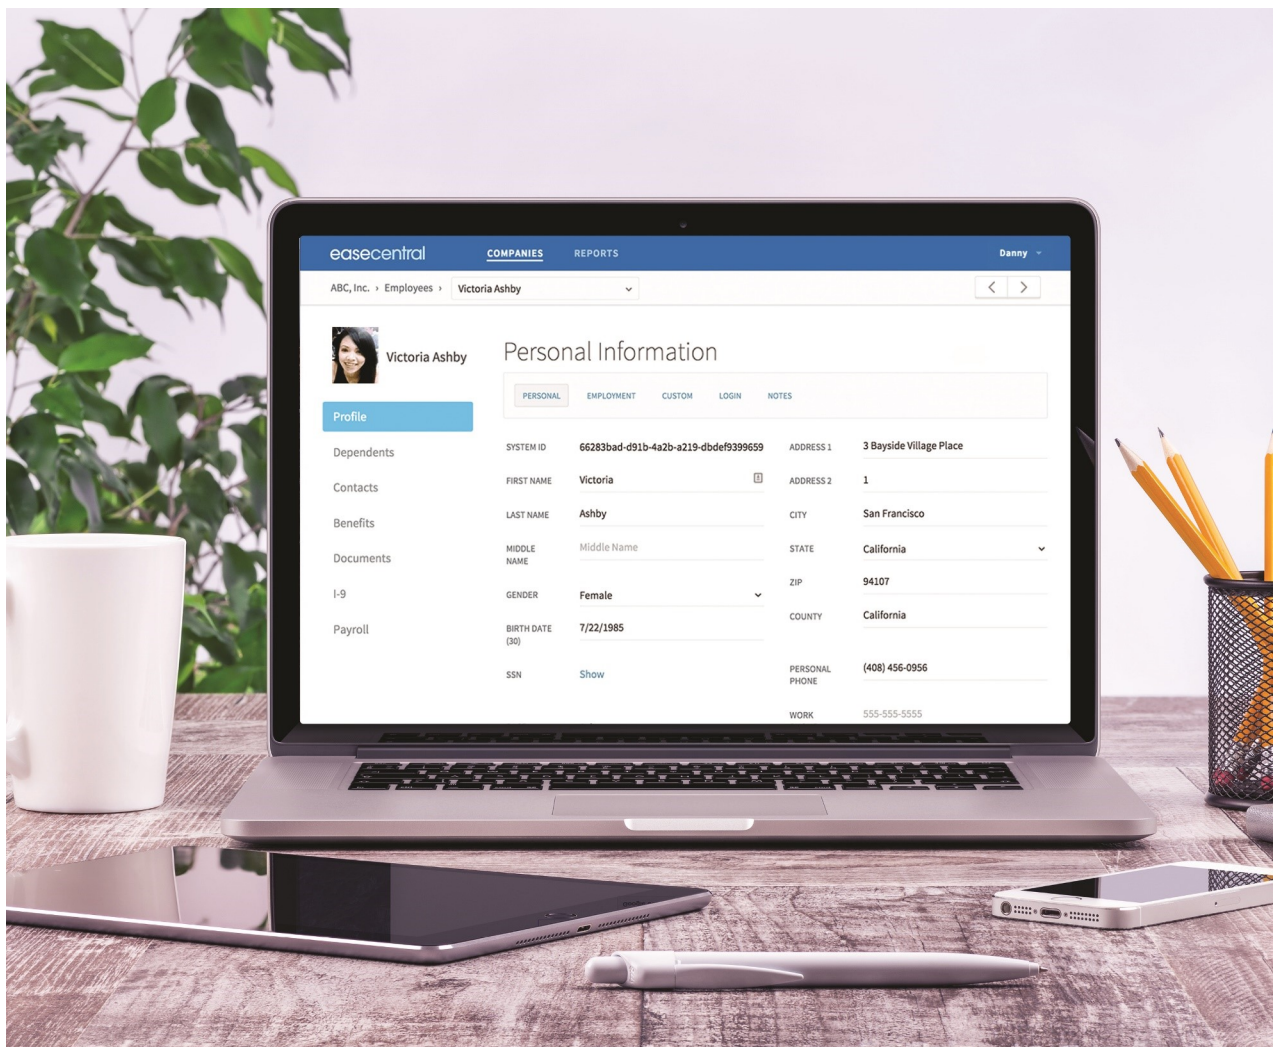 easecentral COMPANIES REPORTS Danny
ABC, Inc. › Employees › Victoria Ashby
Victoria Ashby
Personal Information
PERSONAL EMPLOYMENT CUSTOM LOGIN NOTES
Profile
Dependents
Contacts
Benefits
Documents
I-9
Payroll
SYSTEM ID 66283bad-d91b-4a2b-a219-dbdef9399659
FIRST NAME Victoria
LAST NAME Ashby
MIDDLE NAME Middle Name
GENDER Female
BIRTH DATE (30) 7/22/1985
SSN Show
ADDRESS 1 3 Bayside Village Place
ADDRESS 2 1
CITY San Francisco
STATE California
ZIP 94107
COUNTY California
PERSONAL PHONE (408) 456-0956
WORK 555-555-5555